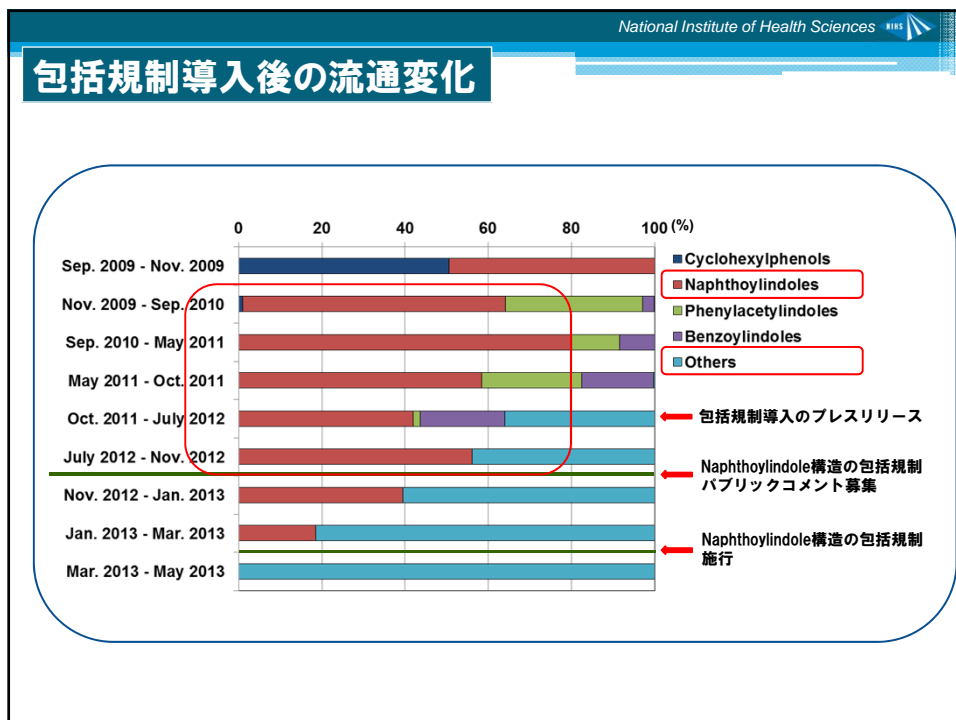 National Institute of Health Sciences NIHS
包括規制導入後の流通変化
0 20 40 60 80 100 (%)
Sep. 2009 - Nov. 2009
Nov. 2009 - Sep. 2010
Sep. 2010 - May 2011
May 2011 - Oct. 2011
Oct. 2011 - July 2012
July 2012 - Nov. 2012
Nov. 2012 - Jan. 2013
Jan. 2013 - Mar. 2013
Mar. 2013 - May 2013
Cyclohexylphenols
Naphthoylindoles
Phenylacetylindoles
Benzoylindoles
Others
包括規制導入のプレスリリース
Naphthoylindole構造の包括規制
パブリックコメント募集
Naphthoylindole構造の包括規制
施行